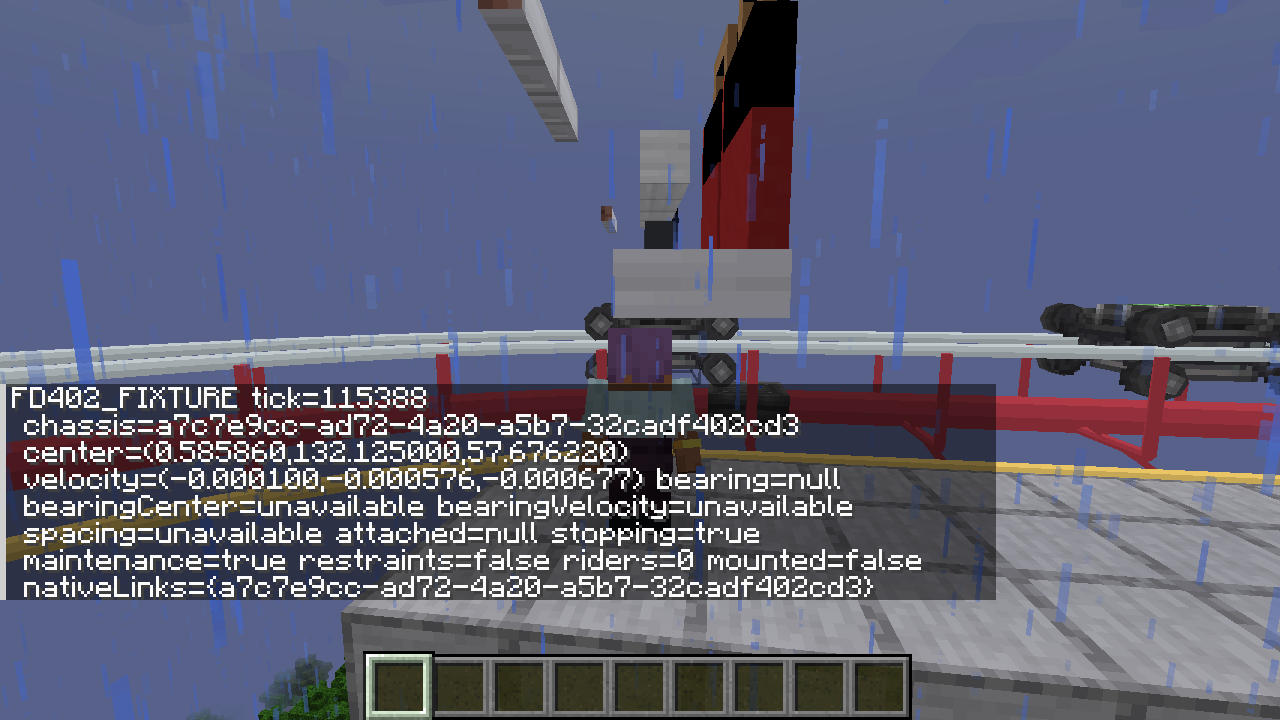 FD402_FIXTURE tick=115388
chassis=a7c7e9cc-ad72-4a20-a5b7-32cadf402cd3
center=(0.585860,132.125000,57.676220)
velocity=(-0.000100,-0.000576,-0.000677) bearing=null
bearingCenter=unavailable bearingVelocity=unavailable
spacing=unavailable attached=null stopping=true
maintenance=true restraints=false riders=0 mounted=false
nativeLinks={a7c7e9cc-ad72-4a20-a5b7-32cadf402cd3}